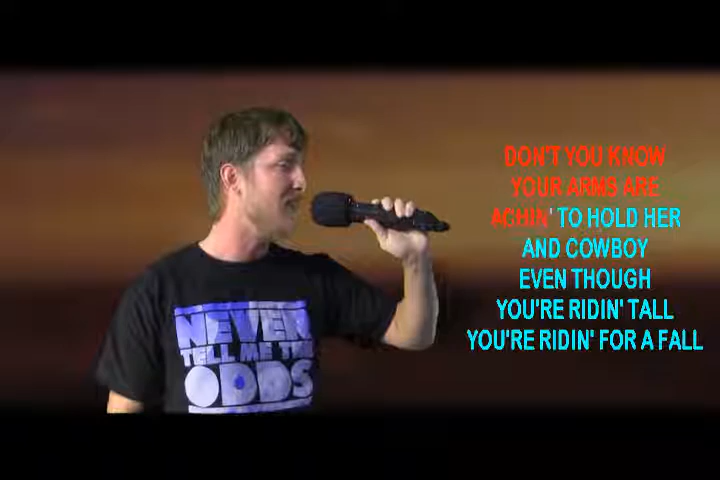 DON'T YOU KNOW
YOUR ARMS ARE
ACHIN' TO HOLD HER
AND COWBOY
EVEN THOUGH
YOU'RE RIDIN' TALL
YOU'RE RIDIN' FOR A FALL
NEVER
TELL ME THE
ODDS